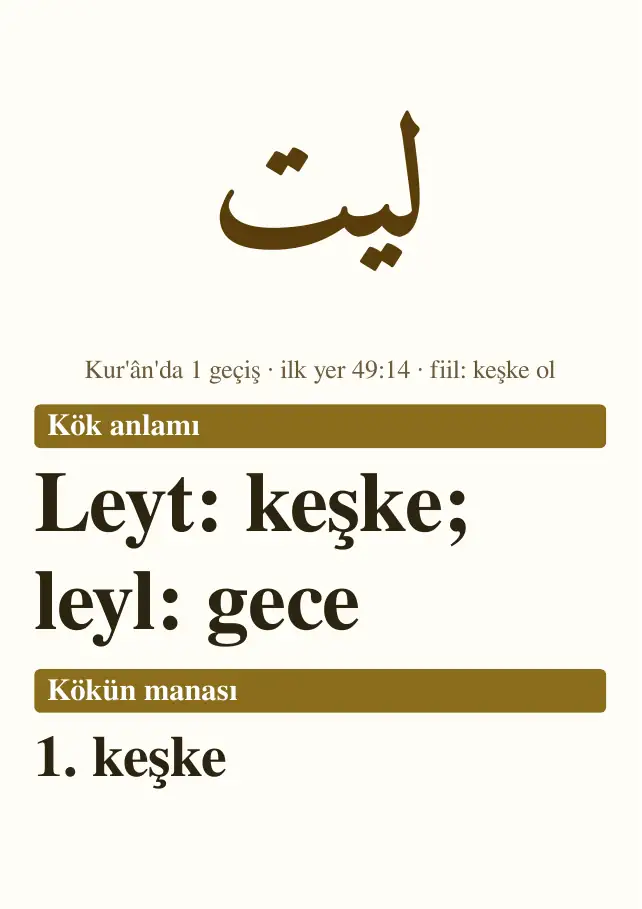 ليت
Kur'ân'da 1 geçiş · ilk yer 49:14 · fiil: keşke ol
Kök anlamı
Leyt: keşke;
leyl: gece
Kökün manası
1. keşke